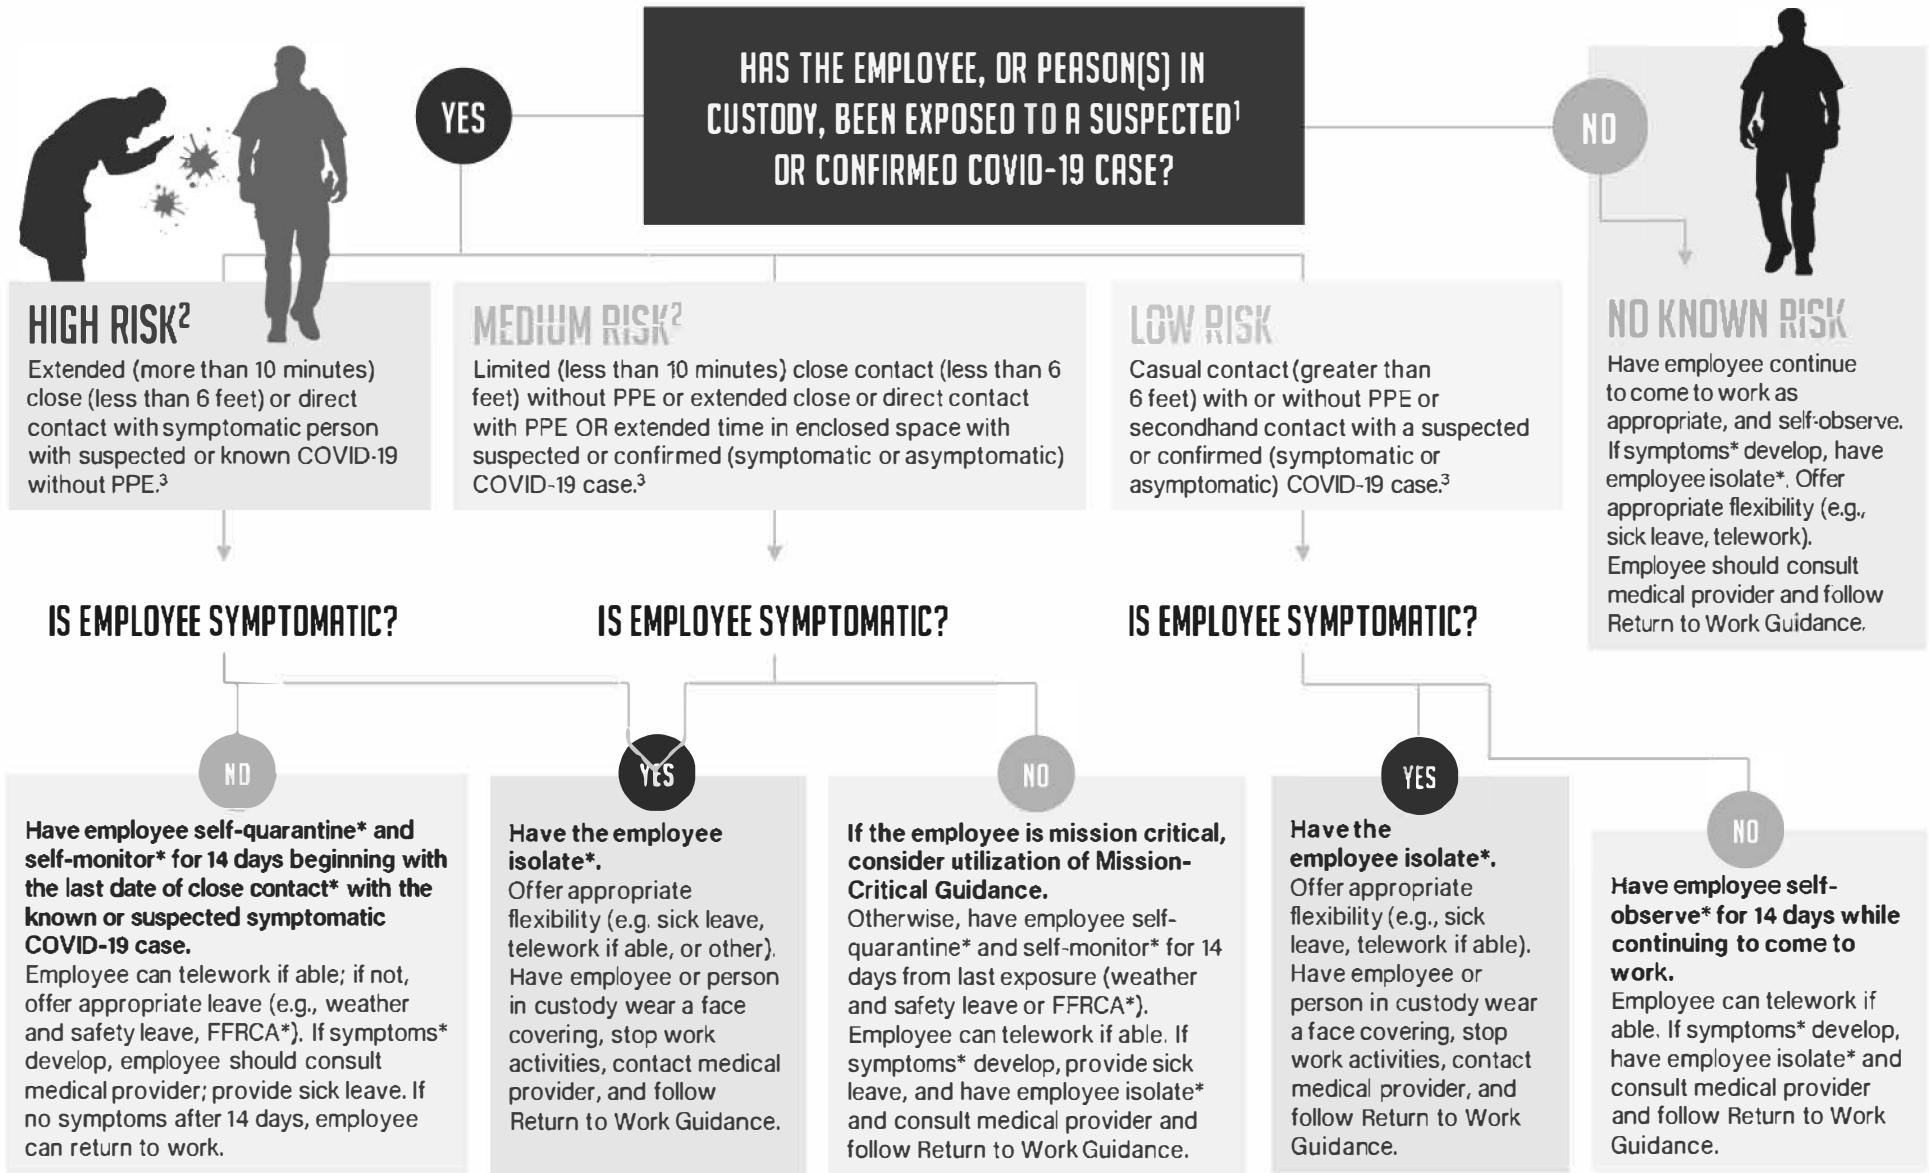 HAS THE EMPLOYEE, OR PERSON(S) IN
CUSTODY, BEEN EXPOSED TO A SUSPECTED¹
OR CONFIRMED COVID-19 CASE?
YES
NO
HIGH RISK²
Extended (more than 10 minutes)
close (less than 6 feet) or direct
contact with symptomatic person
with suspected or known COVID-19
without PPE.³
MEDIUM RISK²
Limited (less than 10 minutes) close contact (less than 6
feet) without PPE or extended close or direct contact
with PPE OR extended time in enclosed space with
suspected or confirmed (symptomatic or asymptomatic)
COVID-19 case.³
LOW RISK
Casual contact (greater than
6 feet) with or without PPE or
secondhand contact with a suspected
or confirmed (symptomatic or
asymptomatic) COVID-19 case.³
NO KNOWN RISK
Have employee continue
to come to work as
appropriate, and self-observe.
If symptoms* develop, have
employee isolate*. Offer
appropriate flexibility (e.g.,
sick leave, telework).
Employee should consult
medical provider and follow
Return to Work Guidance.
IS EMPLOYEE SYMPTOMATIC?
IS EMPLOYEE SYMPTOMATIC?
IS EMPLOYEE SYMPTOMATIC?
NO
Have employee self-quarantine* and
self-monitor* for 14 days beginning with
the last date of close contact* with the
known or suspected symptomatic
COVID-19 case.
Employee can telework if able; if not,
offer appropriate leave (e.g., weather
and safety leave, FFRCA*). If symptoms*
develop, employee should consult
medical provider; provide sick leave. If
no symptoms after 14 days, employee
can return to work.
YES
Have the employee
isolate*.
Offer appropriate
flexibility (e.g. sick leave,
telework if able, or other).
Have employee or person
in custody wear a face
covering, stop work
activities, contact medical
provider, and follow
Return to Work Guidance.
NO
If the employee is mission critical,
consider utilization of Mission-
Critical Guidance.
Otherwise, have employee self-
quarantine* and self-monitor* for 14
days from last exposure (weather
and safety leave or FFRCA*).
Employee can telework if able. If
symptoms* develop, provide sick
leave, and have employee isolate*
and consult medical provider and
follow Return to Work Guidance.
YES
Have the
employee isolate*.
Offer appropriate
flexibility (e.g., sick
leave, telework if able).
Have employee or
person in custody wear
a face covering, stop
work activities, contact
medical provider, and
follow Return to Work
Guidance.
NO
Have employee self-
observe* for 14 days while
continuing to come to
work.
Employee can telework if
able. If symptoms* develop,
have employee isolate* and
consult medical provider
and follow Return to Work
Guidance.